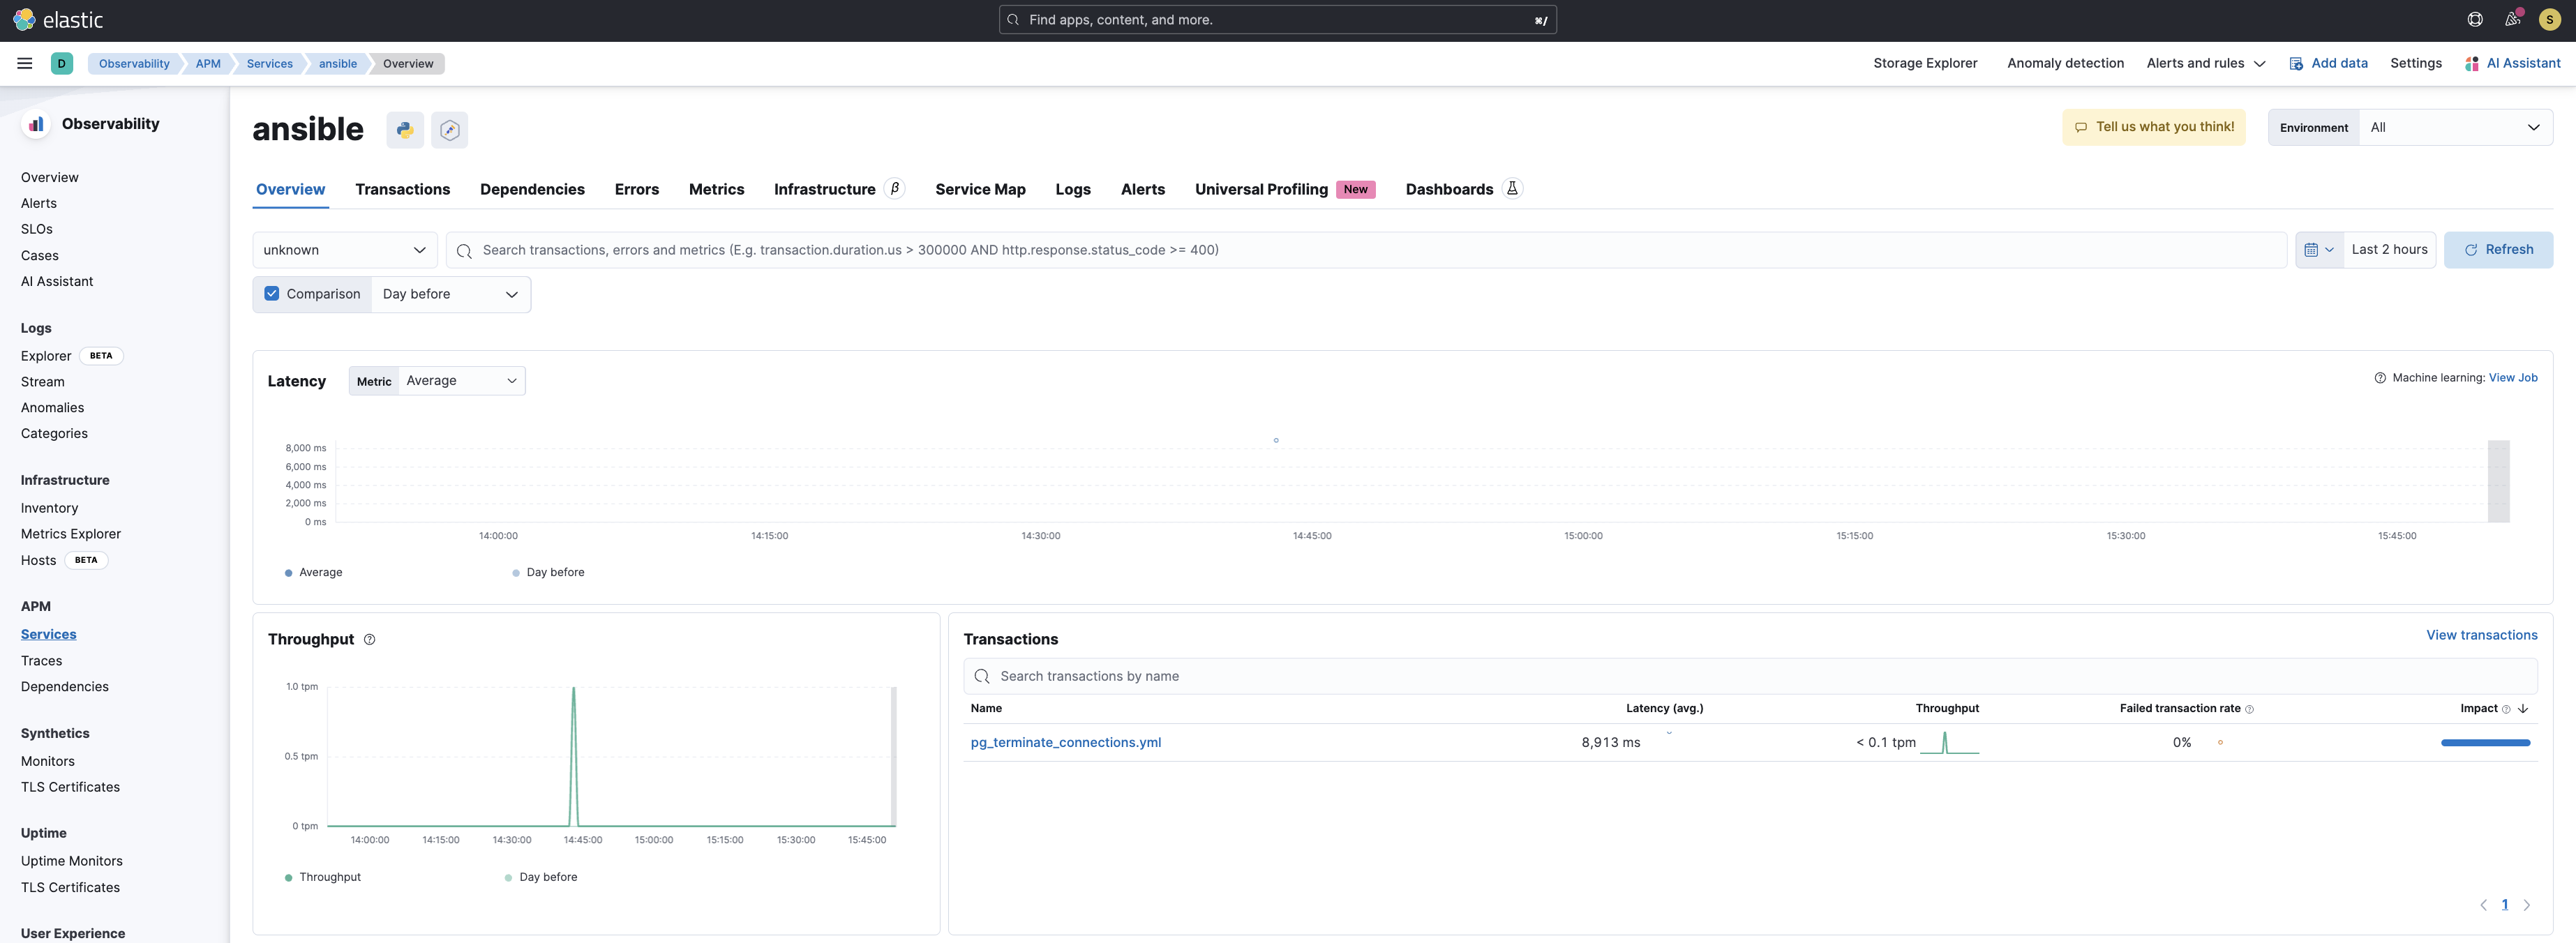 elastic
Find apps, content, and more.
⌘/
S
D
Observability
APM
Services
ansible
Overview
Storage Explorer
Anomaly detection
Alerts and rules
Add data
Settings
AI Assistant
Observability
Overview
Alerts
SLOs
Cases
AI Assistant
Logs
Explorer BETA
Stream
Anomalies
Categories
Infrastructure
Inventory
Metrics Explorer
Hosts BETA
APM
Services
Traces
Dependencies
Synthetics
Monitors
TLS Certificates
Uptime
Uptime Monitors
TLS Certificates
User Experience
ansible
Tell us what you think!
Environment All
Overview
Transactions
Dependencies
Errors
Metrics
Infrastructure β
Service Map
Logs
Alerts
Universal Profiling New
Dashboards
unknown
Search transactions, errors and metrics (E.g. transaction.duration.us > 300000 AND http.response.status_code >= 400)
Last 2 hours
Refresh
Comparison Day before
Latency
Metric Average
Machine learning: View Job
8,000 ms
6,000 ms
4,000 ms
2,000 ms
0 ms
14:00:00 14:15:00 14:30:00 14:45:00 15:00:00 15:15:00 15:30:00 15:45:00
Average Day before
Throughput
1.0 tpm
0.5 tpm
0 tpm
14:00:00 14:15:00 14:30:00 14:45:00 15:00:00 15:15:00 15:30:00 15:45:00
Throughput Day before
Transactions
View transactions
Search transactions by name
Name Latency (avg.) Throughput Failed transaction rate Impact
pg_terminate_connections.yml 8,913 ms < 0.1 tpm 0%
1